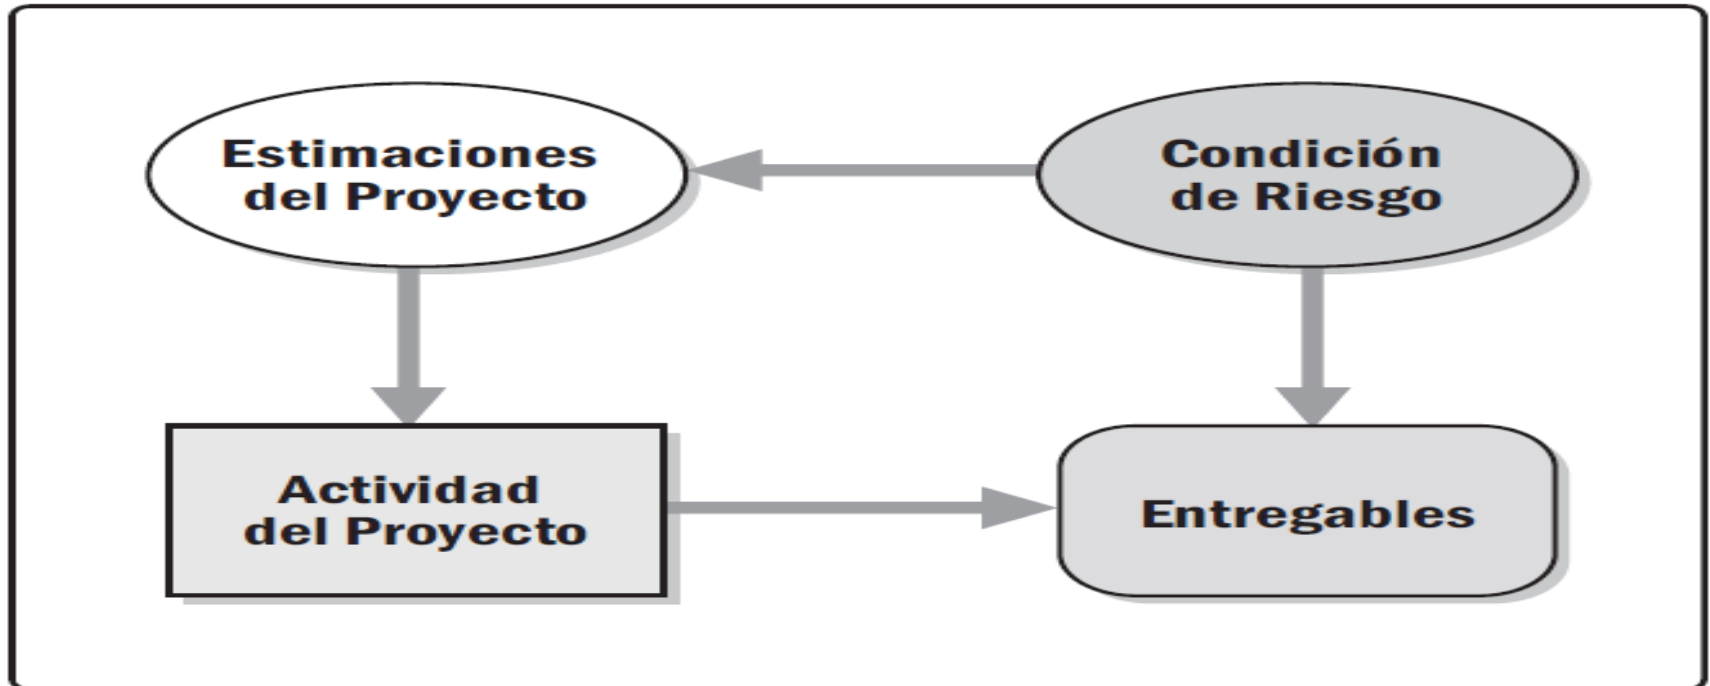 Estimaciones
del Proyecto
Condición
de Riesgo
Actividad
del Proyecto
Entregables